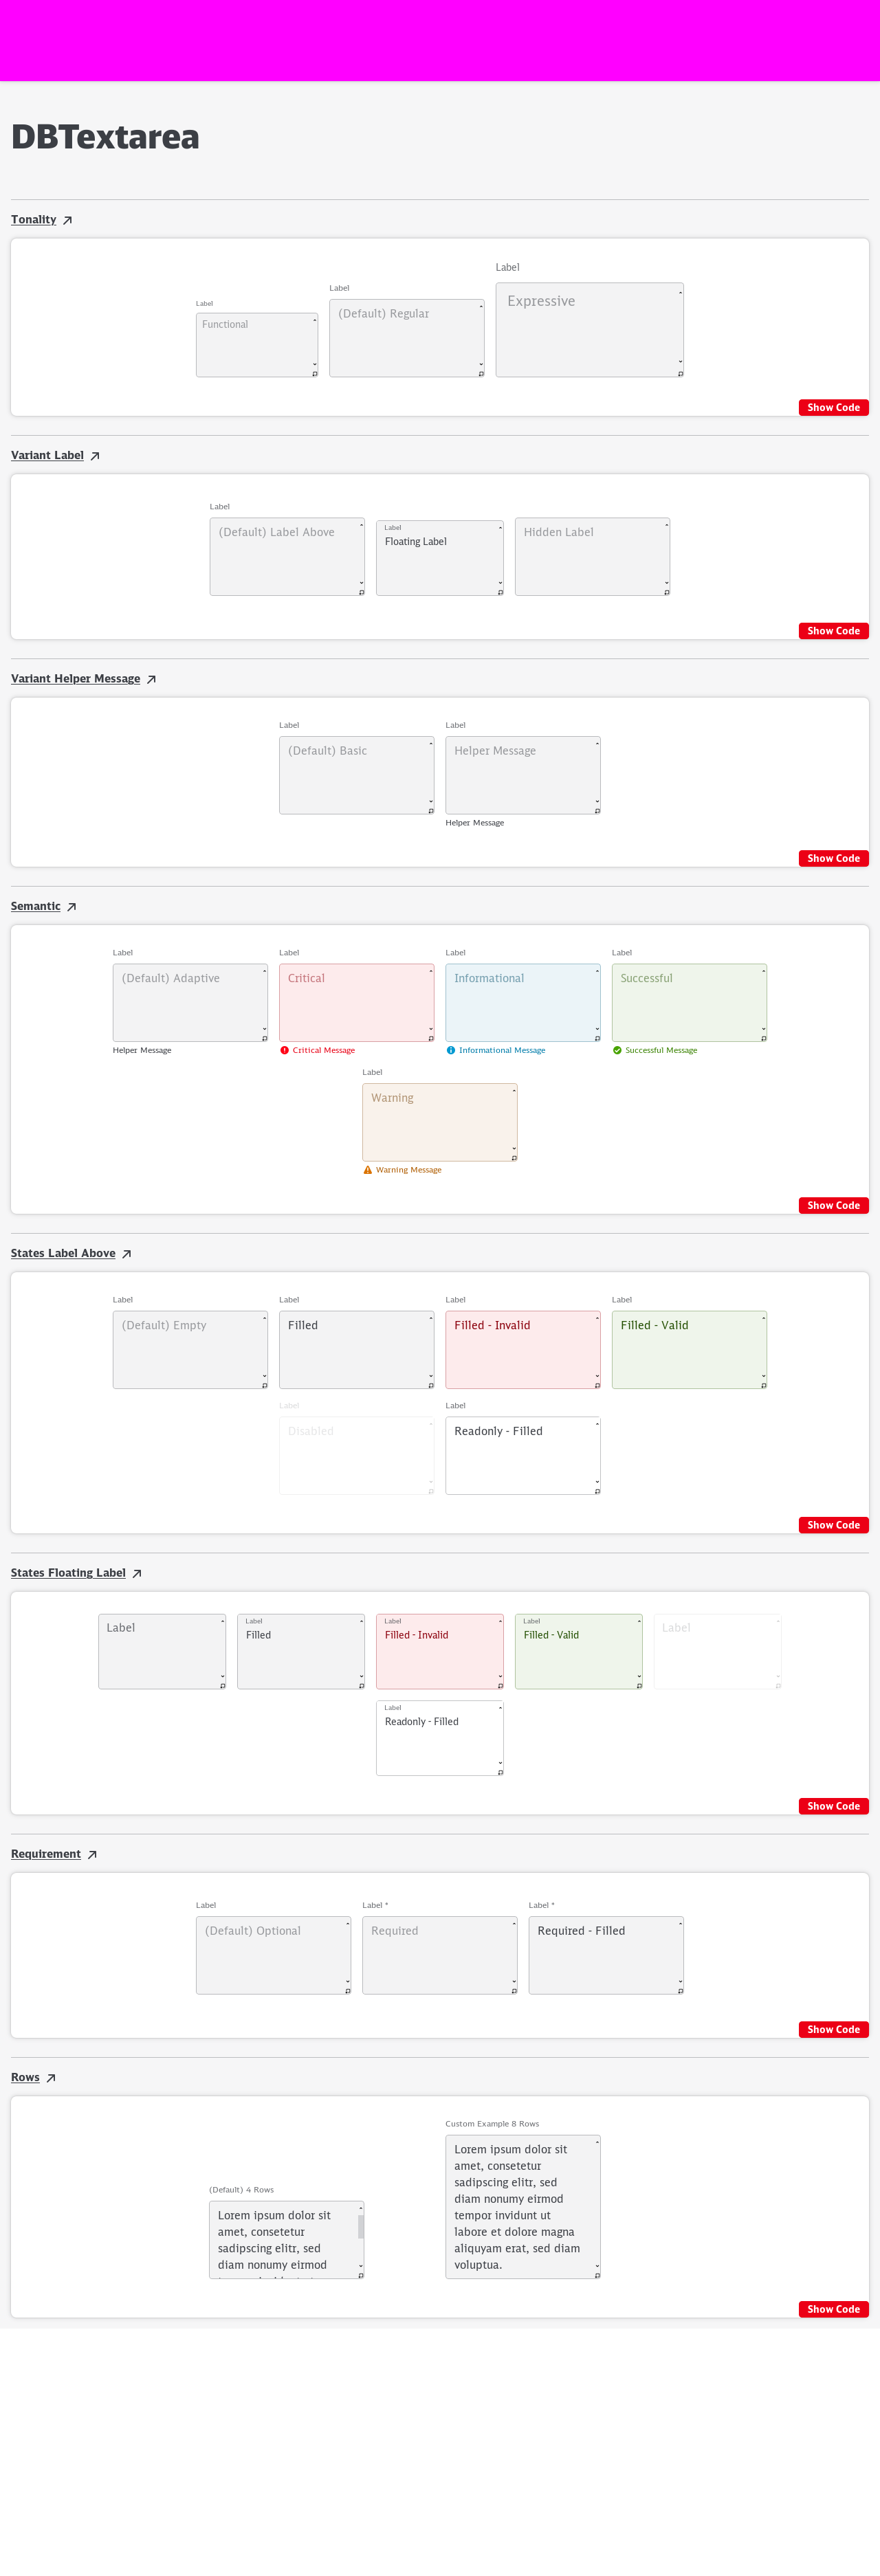 DBTextarea
Tonality
Label
Functional
Label
(Default) Regular
Label
Expressive
Show Code
Variant Label
Label
(Default) Label Above
Label
Floating Label
Hidden Label
Show Code
Variant Helper Message
Label
(Default) Basic
Label
Helper Message
Helper Message
Show Code
Semantic
Label
(Default) Adaptive
Helper Message
Label
Critical
Critical Message
Label
Informational
Informational Message
Label
Successful
Successful Message
Label
Warning
Warning Message
Show Code
States Label Above
Label
(Default) Empty
Label
Filled
Label
Filled - Invalid
Label
Filled - Valid
Label
Disabled
Label
Readonly - Filled
Show Code
States Floating Label
Label
Label
Filled
Label
Filled - Invalid
Label
Filled - Valid
Label
Label
Readonly - Filled
Show Code
Requirement
Label
(Default) Optional
Label *
Required
Label *
Required - Filled
Show Code
Rows
(Default) 4 Rows
Lorem ipsum dolor sit
amet, consetetur
sadipscing elitr, sed
diam nonumy eirmod
Custom Example 8 Rows
Lorem ipsum dolor sit
amet, consetetur
sadipscing elitr, sed
diam nonumy eirmod
tempor invidunt ut
labore et dolore magna
aliquyam erat, sed diam
voluptua.
Show Code